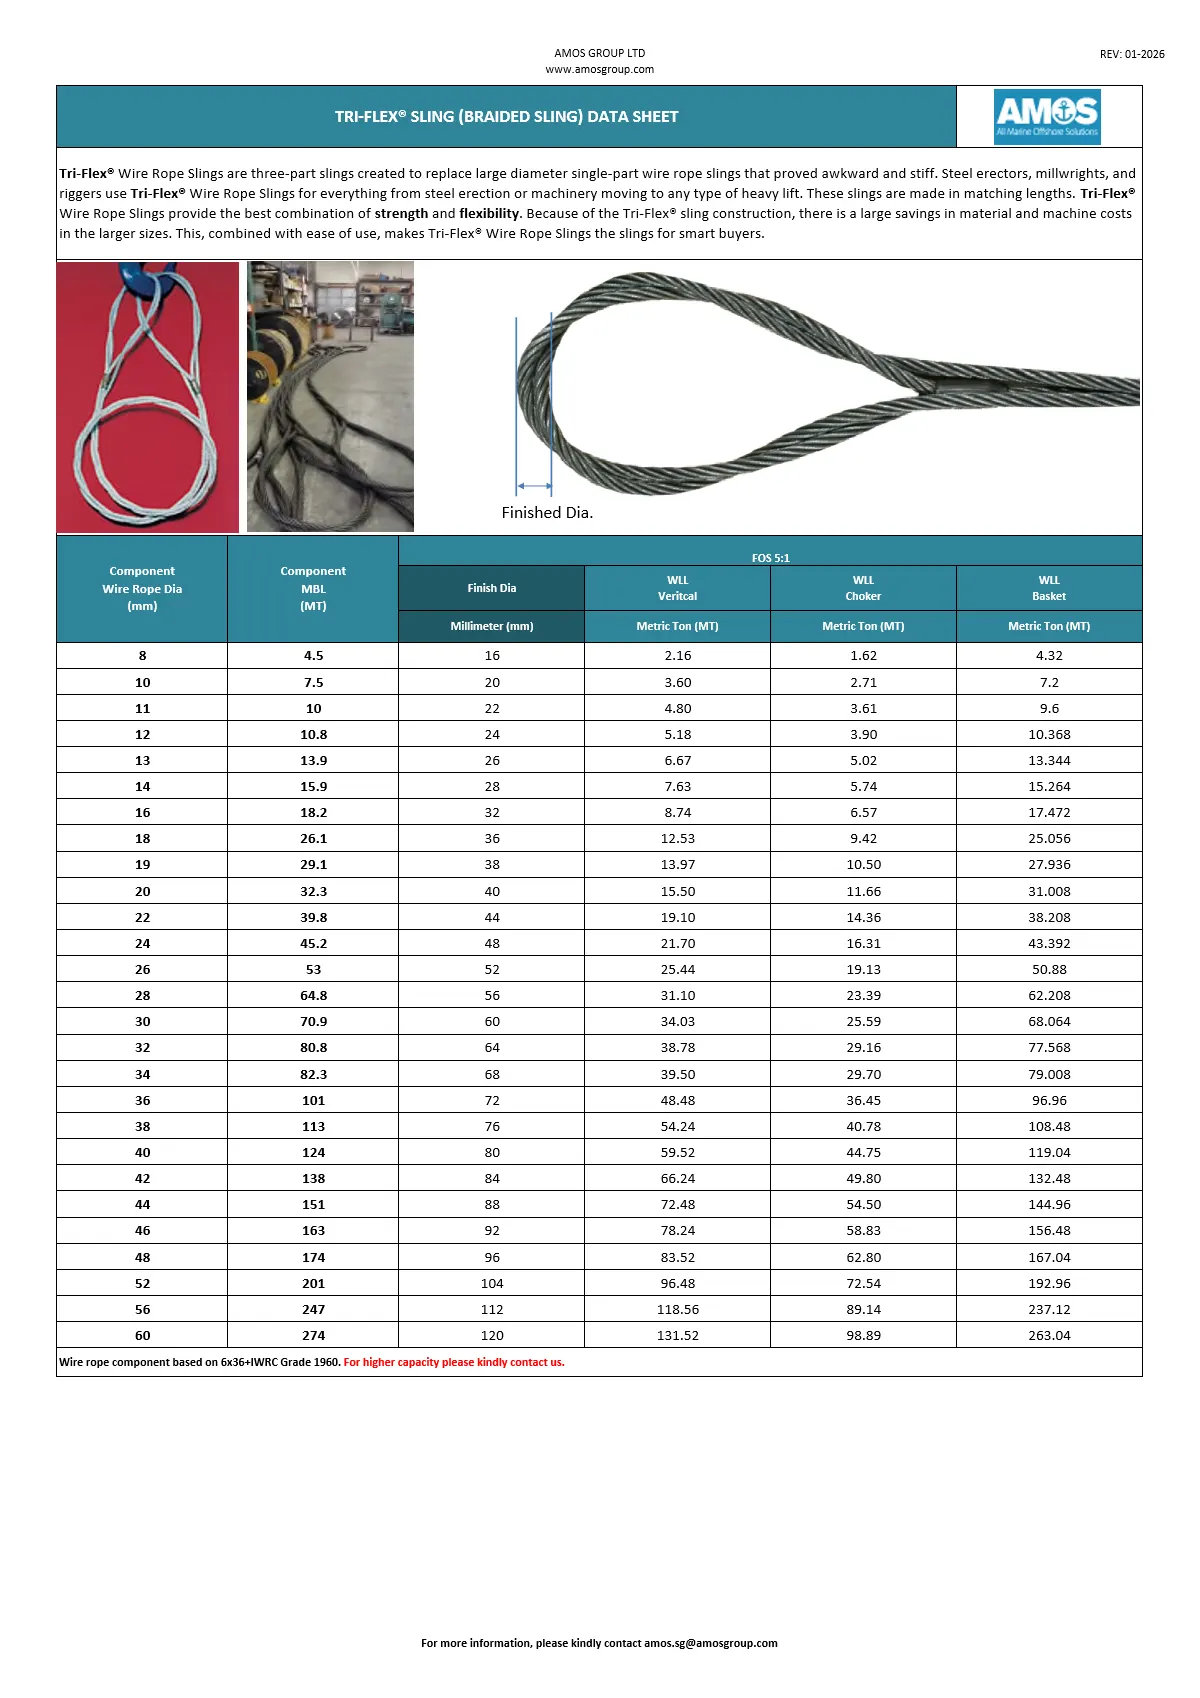 AMOS GROUP LTD
www.amosgroup.com
REV: 01-2026
TRI-FLEX® SLING (BRAIDED SLING) DATA SHEET
AMOS
All Marine Offshore Solutions
Tri-Flex® Wire Rope Slings are three-part slings created to replace large diameter single-part wire rope slings that proved awkward and stiff. Steel erectors, millwrights, and
riggers use Tri-Flex® Wire Rope Slings for everything from steel erection or machinery moving to any type of heavy lift. These slings are made in matching lengths. Tri-Flex®
Wire Rope Slings provide the best combination of strength and flexibility. Because of the Tri-Flex® sling construction, there is a large savings in material and machine costs
in the larger sizes. This, combined with ease of use, makes Tri-Flex® Wire Rope Slings the slings for smart buyers.
Finished Dia.
Component
Wire Rope Dia
(mm)
Component
MBL
(MT)
FOS 5:1
Finish Dia
WLL
Veritcal
WLL
Choker
WLL
Basket
Millimeter (mm) Metric Ton (MT) Metric Ton (MT) Metric Ton (MT)
8 4.5 16 2.16 1.62 4.32
10 7.5 20 3.60 2.71 7.2
11 10 22 4.80 3.61 9.6
12 10.8 24 5.18 3.90 10.368
13 13.9 26 6.67 5.02 13.344
14 15.9 28 7.63 5.74 15.264
16 18.2 32 8.74 6.57 17.472
18 26.1 36 12.53 9.42 25.056
19 29.1 38 13.97 10.50 27.936
20 32.3 40 15.50 11.66 31.008
22 39.8 44 19.10 14.36 38.208
24 45.2 48 21.70 16.31 43.392
26 53 52 25.44 19.13 50.88
28 64.8 56 31.10 23.39 62.208
30 70.9 60 34.03 25.59 68.064
32 80.8 64 38.78 29.16 77.568
34 82.3 68 39.50 29.70 79.008
36 101 72 48.48 36.45 96.96
38 113 76 54.24 40.78 108.48
40 124 80 59.52 44.75 119.04
42 138 84 66.24 49.80 132.48
44 151 88 72.48 54.50 144.96
46 163 92 78.24 58.83 156.48
48 174 96 83.52 62.80 167.04
52 201 104 96.48 72.54 192.96
56 247 112 118.56 89.14 237.12
60 274 120 131.52 98.89 263.04
Wire rope component based on 6x36+IWRC Grade 1960. For higher capacity please kindly contact us.
For more information, please kindly contact amos.sg@amosgroup.com